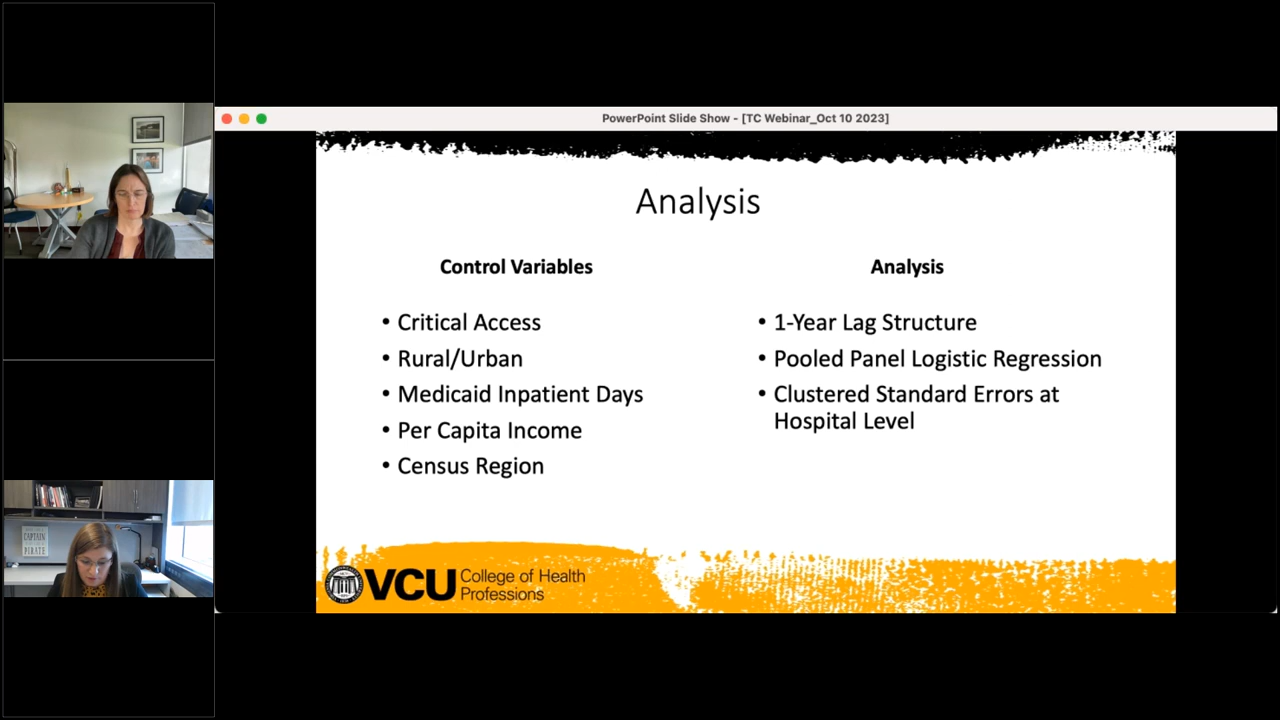 PowerPoint Slide Show - [TC Webinar_Oct 10 2023]
Analysis
Control Variables
• Critical Access
• Rural/Urban
• Medicaid Inpatient Days
• Per Capita Income
• Census Region
Analysis
• 1-Year Lag Structure
• Pooled Panel Logistic Regression
• Clustered Standard Errors at
Hospital Level
CAPTAIN
PIRATE
VCU
College of Health
Professions